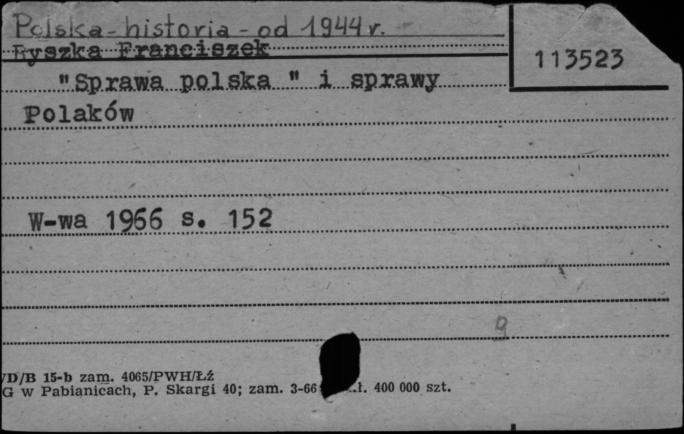 Polska - historia - od 1944 r.
Ryszka Franciszek
113523
"Sprawa polska " i sprawy
Polaków
W-wa 1966 s. 152
9
/D/B 15-b zam. 4065/PWH/Łź
G w Pabianicach, P. Skargi 40; zam. 3-66 ł. 400 000 szt.